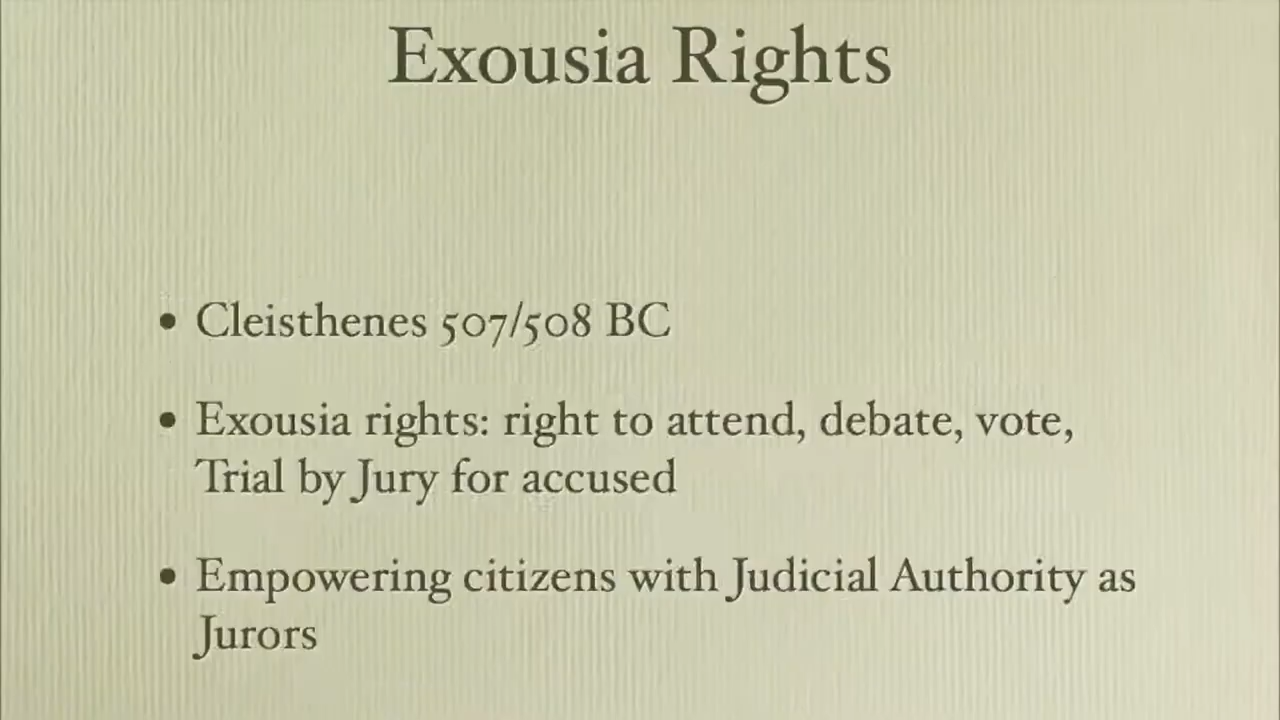 Exousia Rights
• Cleisthenes 507/508 BC
• Exousia rights: right to attend, debate, vote,
Trial by Jury for accused
• Empowering citizens with Judicial Authority as
Jurors